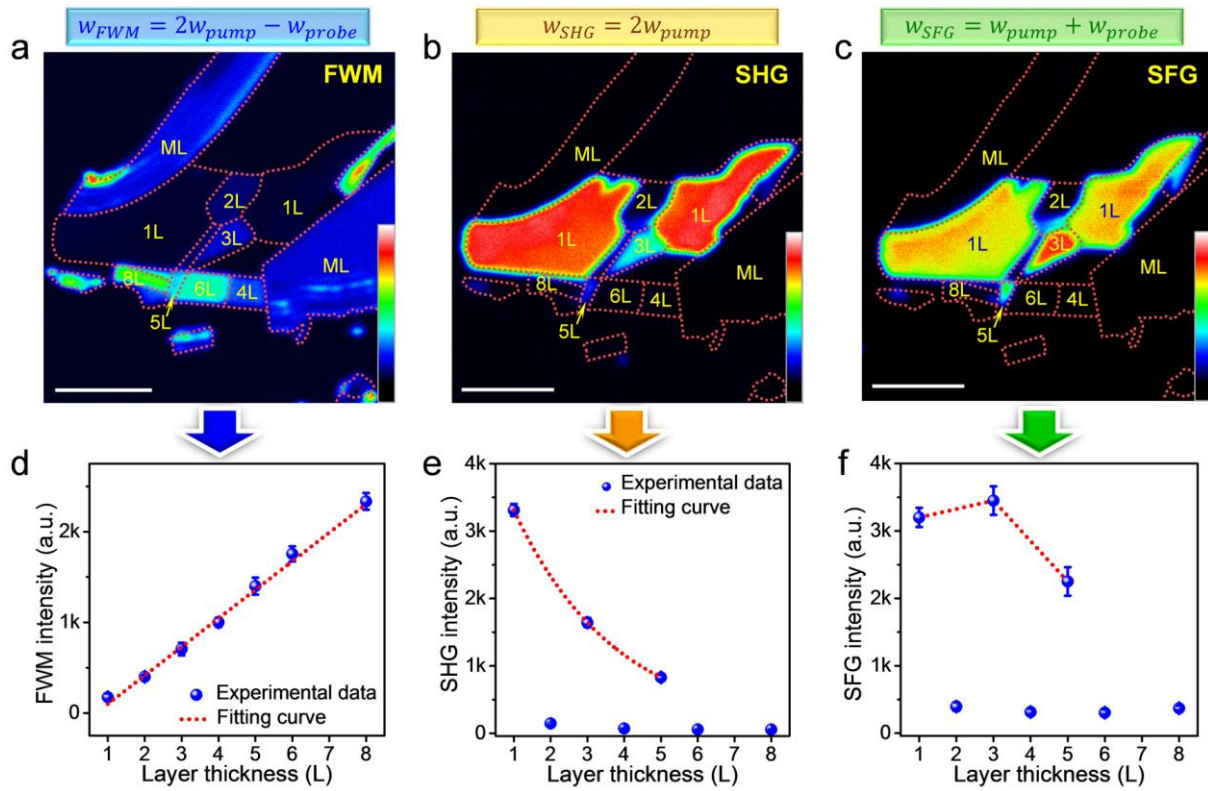 w_FWM = 2w_pump − w_probe
w_SHG = 2w_pump
w_SFG = w_pump + w_probe
a
FWM
ML
2L
1L
1L
3L
ML
8L
6L
4L
5L
b
SHG
ML
2L
1L
1L
3L
ML
8L
6L
4L
5L
c
SFG
ML
2L
1L
1L
3L
ML
8L
6L
4L
5L
d
FWM intensity (a.u.)
2k
1k
0
Experimental data
Fitting curve
1 2 3 4 5 6 7 8
Layer thickness (L)
e
SHG intensity (a.u.)
4k
3k
2k
1k
0
Experimental data
Fitting curve
1 2 3 4 5 6 7 8
Layer thickness (L)
f
SFG intensity (a.u.)
4k
3k
2k
1k
0
1 2 3 4 5 6 7 8
Layer thickness (L)